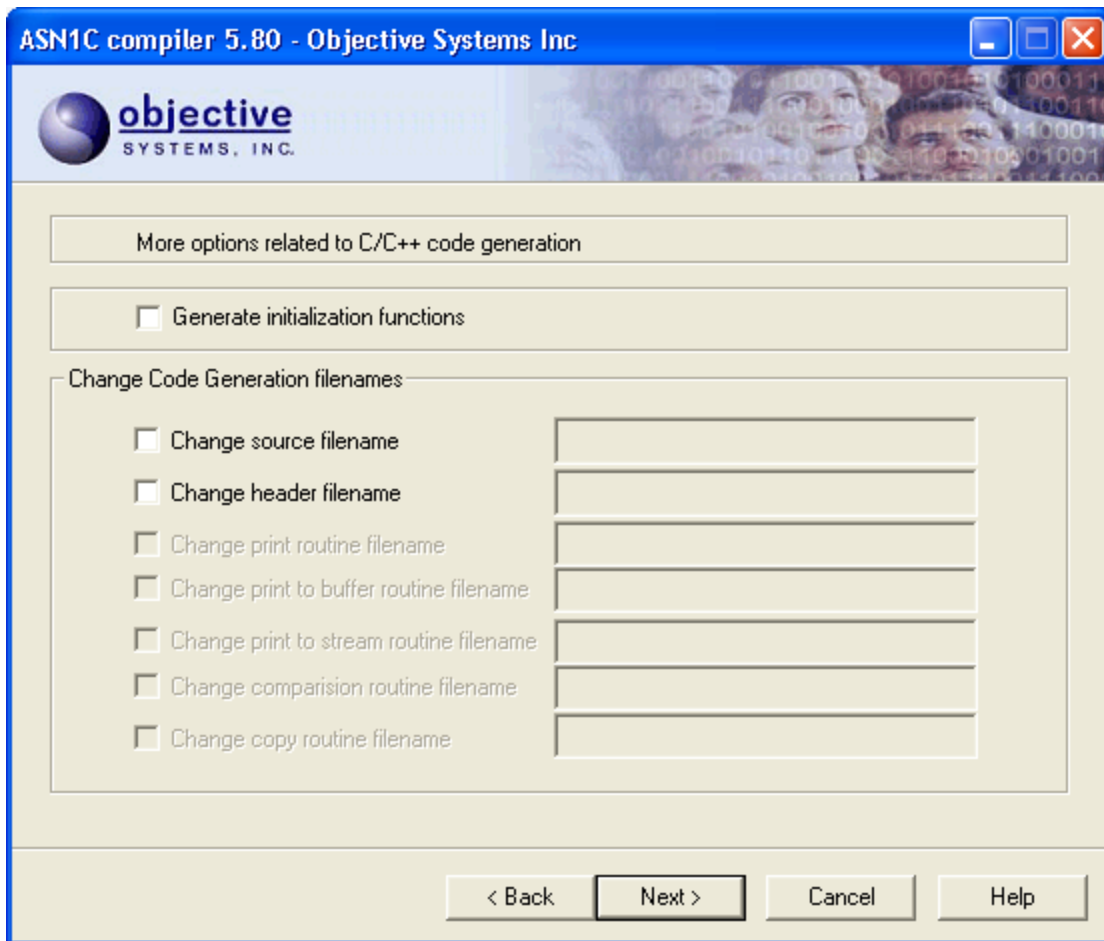 ASN1C compiler 5.80 - Objective Systems Inc
objective
SYSTEMS, INC.
More options related to C/C++ code generation
Generate initialization functions
Change Code Generation filenames
Change source filename
Change header filename
Change print routine filename
Change print to buffer routine filename
Change print to stream routine filename
Change comparision routine filename
Change copy routine filename
< Back
Next >
Cancel
Help